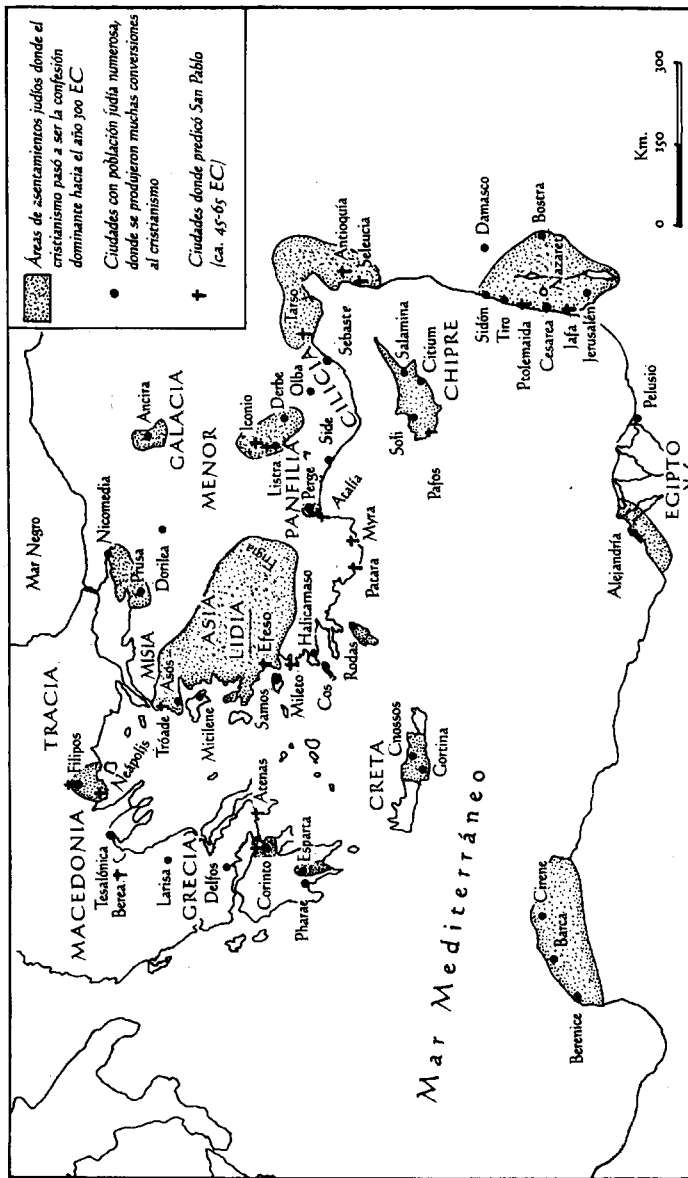 Áreas de asentamientos judíos donde el
cristianismo pasó a ser la confesión
dominante hacia el año 300 EC
Ciudades con población judía numerosa,
donde se produjeron muchas conversiones
al cristianismo
Ciudades donde predicó San Pablo
(ca. 45-65 EC)
Mar Negro
TRACIA
MACEDONIA
Filipos
Neápolis
Tesalónica
Berea
Larisa
GRECIA
Delfos
Atenas
Corinto
Esparta
Pharae
Nicomedia
Prusa
Dorilea
MISIA
Asos
Tróade
Mitilene
ASIA
MENOR
LIDIA
Frigia
Efeso
Samos
Mileto
Halicarnaso
Cos
Rodas
Ancira
GALACIA
Iconio
Listra
Derbe
PANFILIA
Perge
Atalía
Side
Olba
CILICIA
Myra
Patara
Tarso
Sebaste
Antioquía
Seleucia
Salamina
Citium
CHIPRE
Soli
Pafos
CRETA
Cnossos
Cortina
Damasco
Sidón
Tiro
Ptolemaida
Cesarea
Jafa
Jerusalén
Nazaret
Bostra
Pelusio
EGIPTO
Alejandría
Mar Mediterráneo
Cirene
Barca
Berenice
Km.
0 150 300